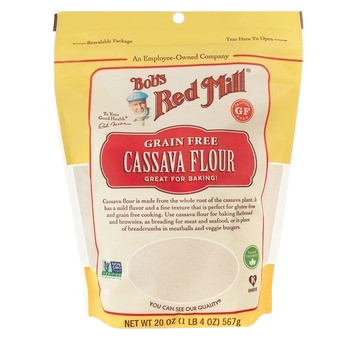 Resealable Package
Tear Here To Open
An Employee-Owned Company
Bob's
Red Mill
To Your
Good Health
GF
GRAIN FREE
CASSAVA FLOUR
GREAT FOR BAKING!
Cassava flour is made from the whole root of the cassava plant. It
has a mild flavor and a fine texture that is perfect for gluten free
and grain free cooking. Use cassava flour for baking flatbread
and brownies, as breading for meat and seafood, or in place
of breadcrumbs in meatballs and veggie burgers.
NON
GMO
YOU CAN SEE OUR QUALITY
NET WT 20 OZ (1 LB 4 OZ) 567g